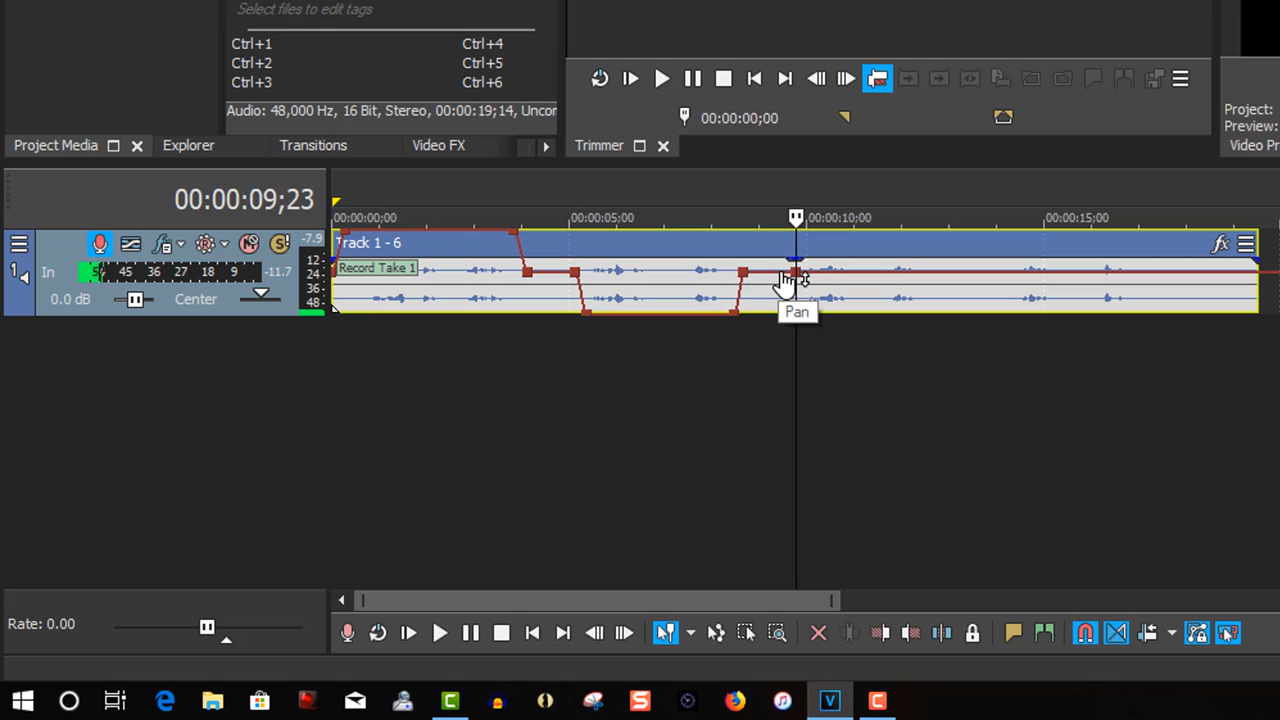 Select files to edit tags
Ctrl+1 Ctrl+4
Ctrl+2 Ctrl+5
Ctrl+3 Ctrl+6
Audio: 48,000 Hz, 16 Bit, Stereo, 00:00:19;14, Uncon
00:00:00;00
Project:
Preview:
Project Media Explorer Transitions Video FX Trimmer Video Pr
00:00:09;23
00:00:00;00 00:00:05;00 00:00:10;00 00:00:15;00
-7.9 Track 1 - 6 fx
1 In 5 45 36 27 18 9 -11.7
12
24
36
48
Record Take 1
0.0 dB Center
Pan
Rate: 0.00
S
V
C